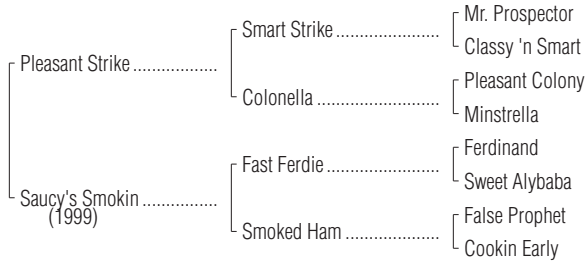 Mr. Prospector
Smart Strike ...................
Classy 'n Smart
Pleasant Strike ................
Pleasant Colony
Colonella ......................
Minstrella
Ferdinand
Fast Ferdie ....................
Sweet Alybaba
Saucy's Smokin ..............
(1999)
False Prophet
Smoked Ham .................
Cookin Early